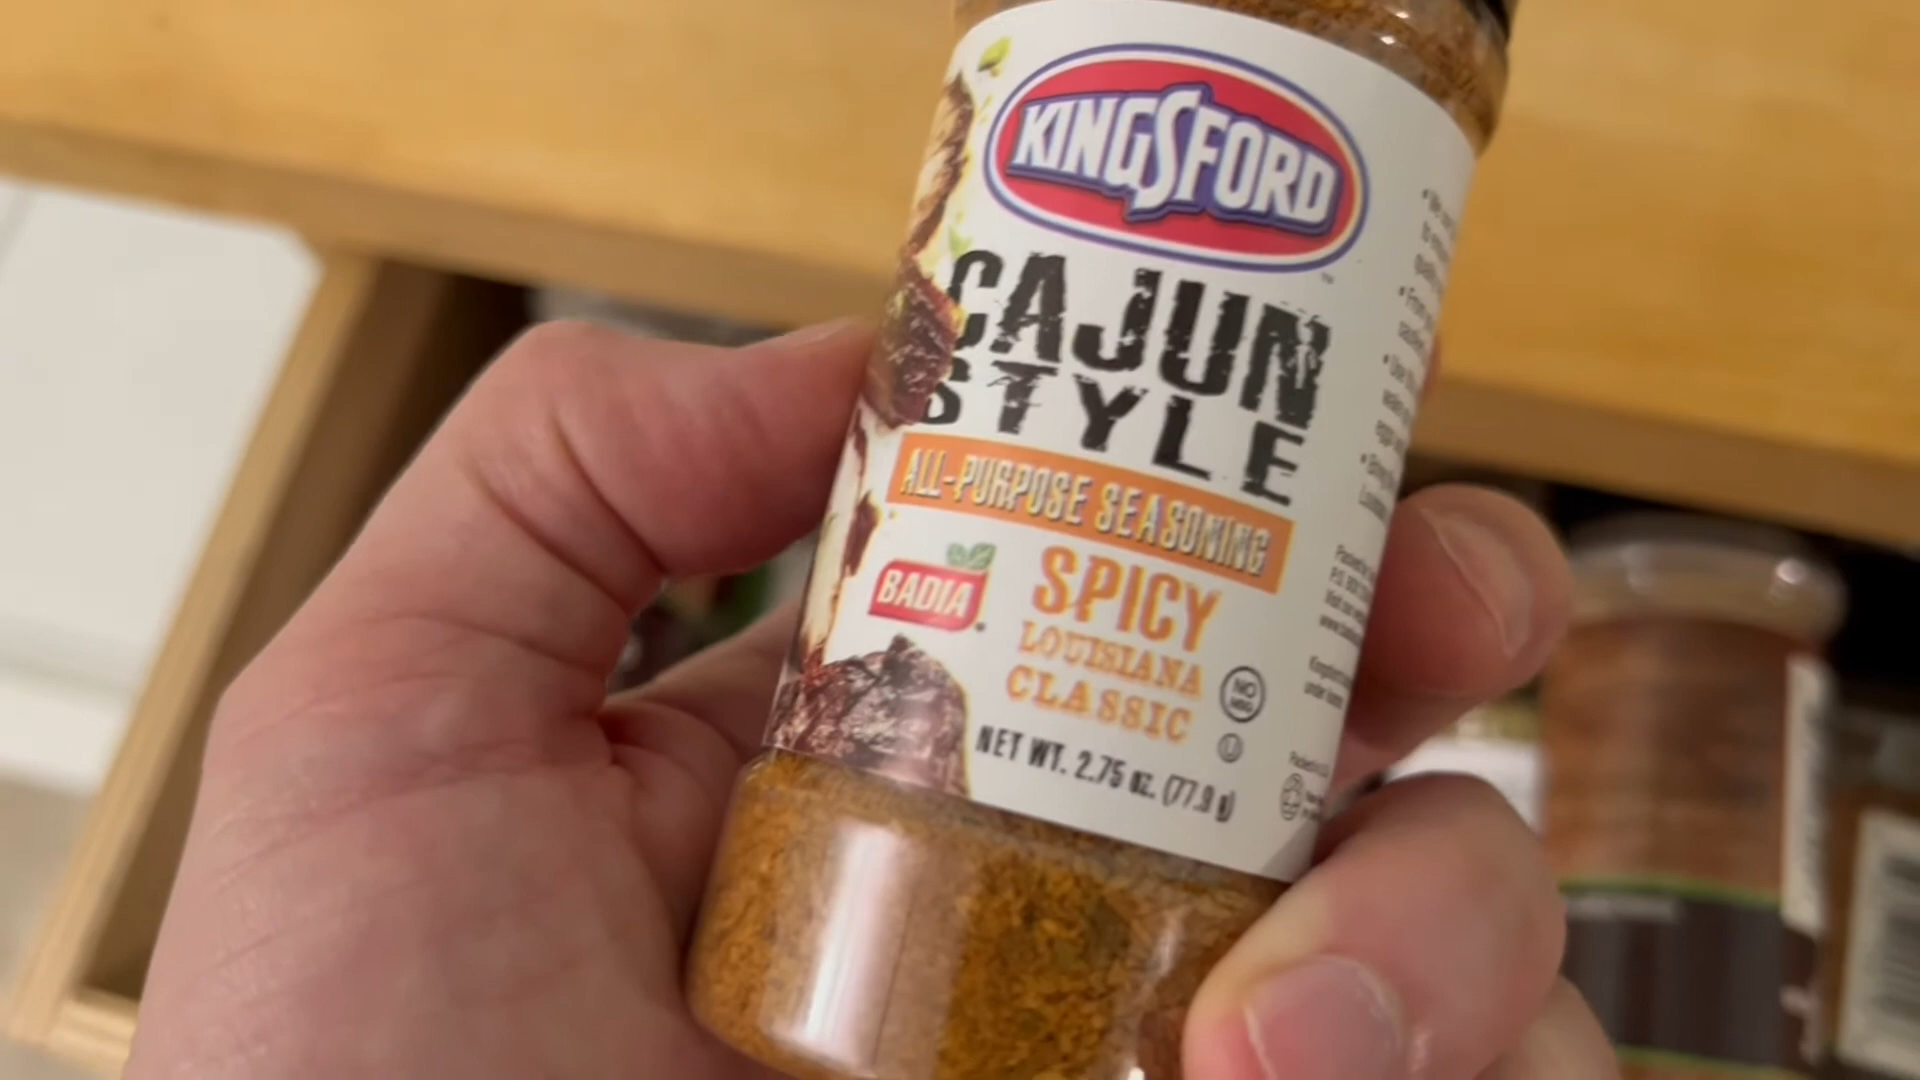 KINGSFORD
™
CAJUN
STYLE
ALL-PURPOSE SEASONING
BADIA®
SPICY
LOUISIANA
CLASSIC
NO
MSG
U
NET WT. 2.75 oz. (77.9 g)